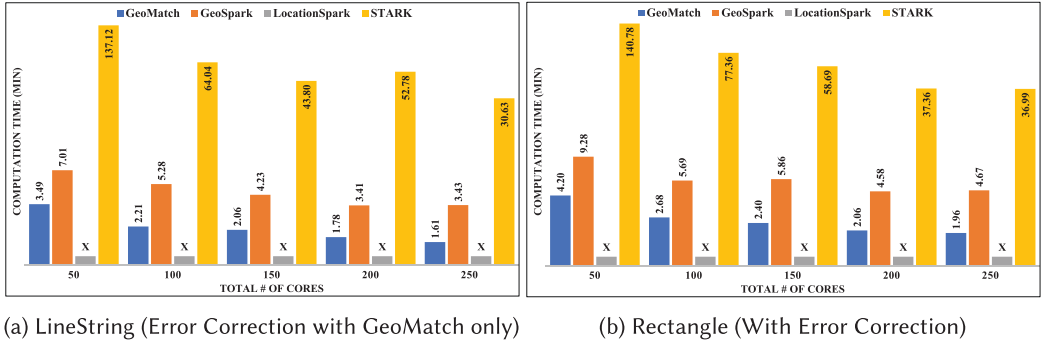 GeoMatch GeoSpark LocationSpark STARK
COMPUTATION TIME (MIN)
3.49 7.01 X 137.12
2.21 5.28 X 64.04
2.06 4.23 X 43.80
1.78 3.41 X 52.78
1.61 3.43 X 30.63
50 100 150 200 250
TOTAL # OF CORES
(a) LineString (Error Correction with GeoMatch only)
GeoMatch GeoSpark LocationSpark STARK
COMPUTATION TIME (MIN)
4.20 9.28 X 140.78
2.68 5.69 X 77.36
2.40 5.86 X 58.69
2.06 4.58 X 37.36
1.96 4.67 X 36.99
50 100 150 200 250
TOTAL # OF CORES
(b) Rectangle (With Error Correction)